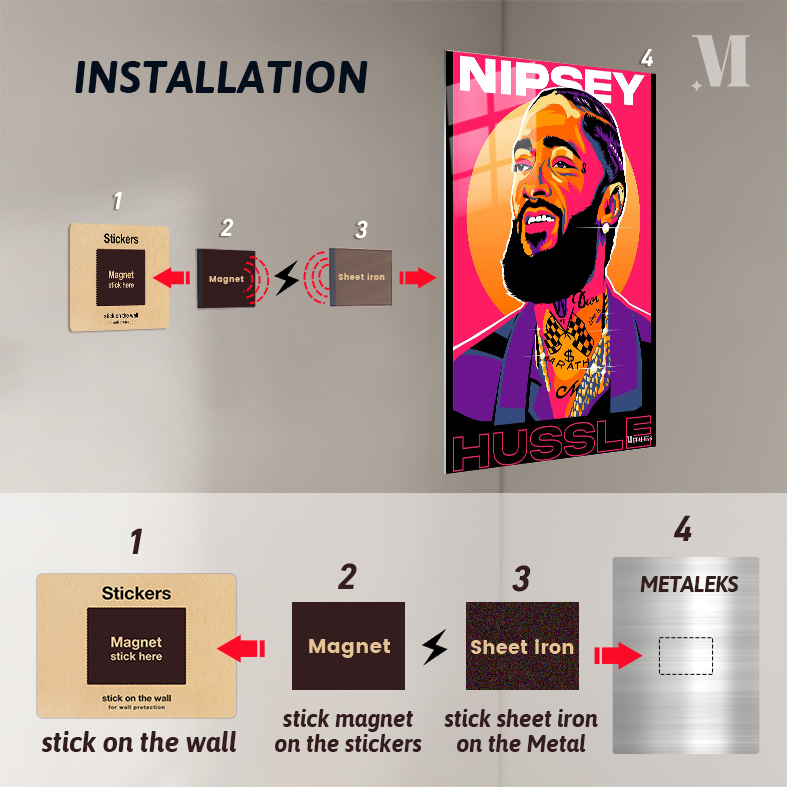 INSTALLATION
M
4
NIPSEY
1
2
3
Stickers
Magnet
stick here
stick on the wall
for wall protection
Magnet
Sheet iron
Dior
$
HUSSLE
METALEKS
1
2
3
4
Stickers
Magnet
stick here
stick on the wall
for wall protection
Magnet
Sheet iron
METALEKS
stick on the wall
stick magnet
on the stickers
stick sheet iron
on the Metal